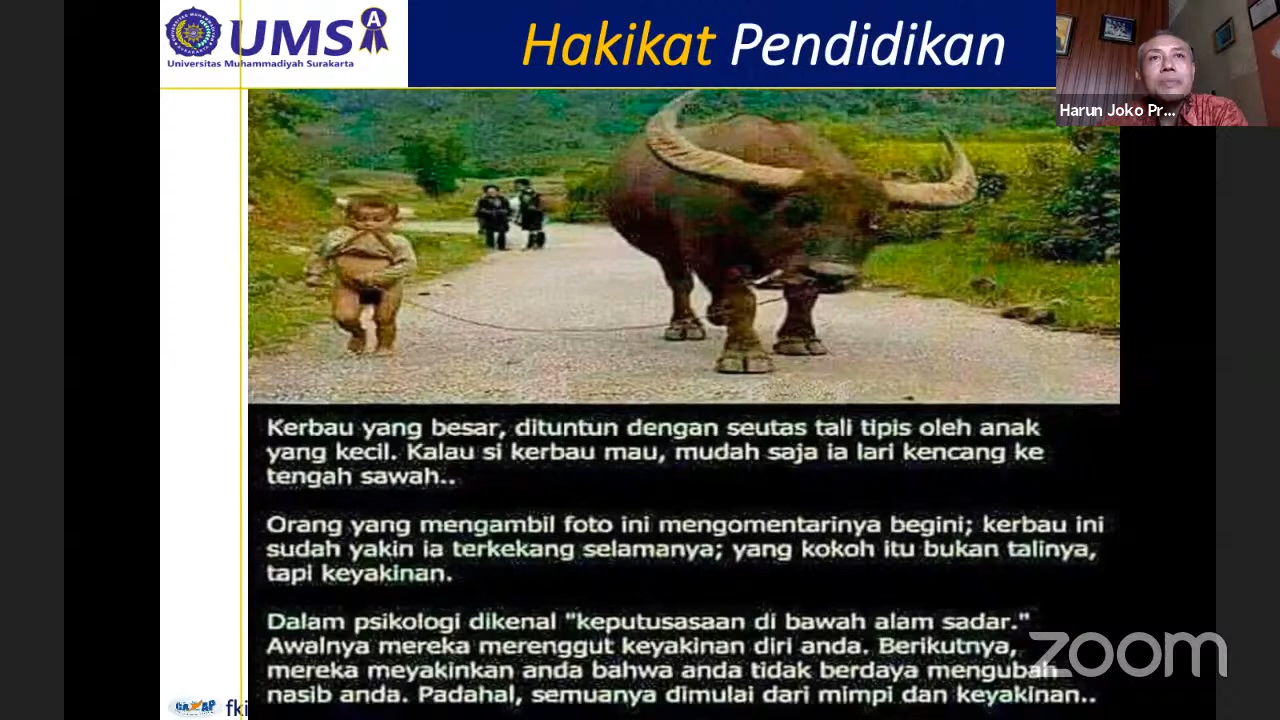 UMS A
Universitas Muhammadiyah Surakarta
Hakikat Pendidikan
Harun Joko Pr...
Kerbau yang besar, dituntun dengan seutas tali tipis oleh anak
yang kecil. Kalau si kerbau mau, mudah saja ia lari kencang ke
tengah sawah..
Orang yang mengambil foto ini mengomentarinya begini; kerbau ini
sudah yakin ia terkekang selamanya; yang kokoh itu bukan talinya,
tapi keyakinan.
Dalam psikologi dikenal "keputusasaan di bawah alam sadar."
Awalnya mereka merenggut keyakinan diri anda. Berikutnya,
mereka meyakinkan anda bahwa anda tidak berdaya mengubah
nasib anda. Padahal, semuanya dimulai dari mimpi dan keyakinan..
zoom
fki